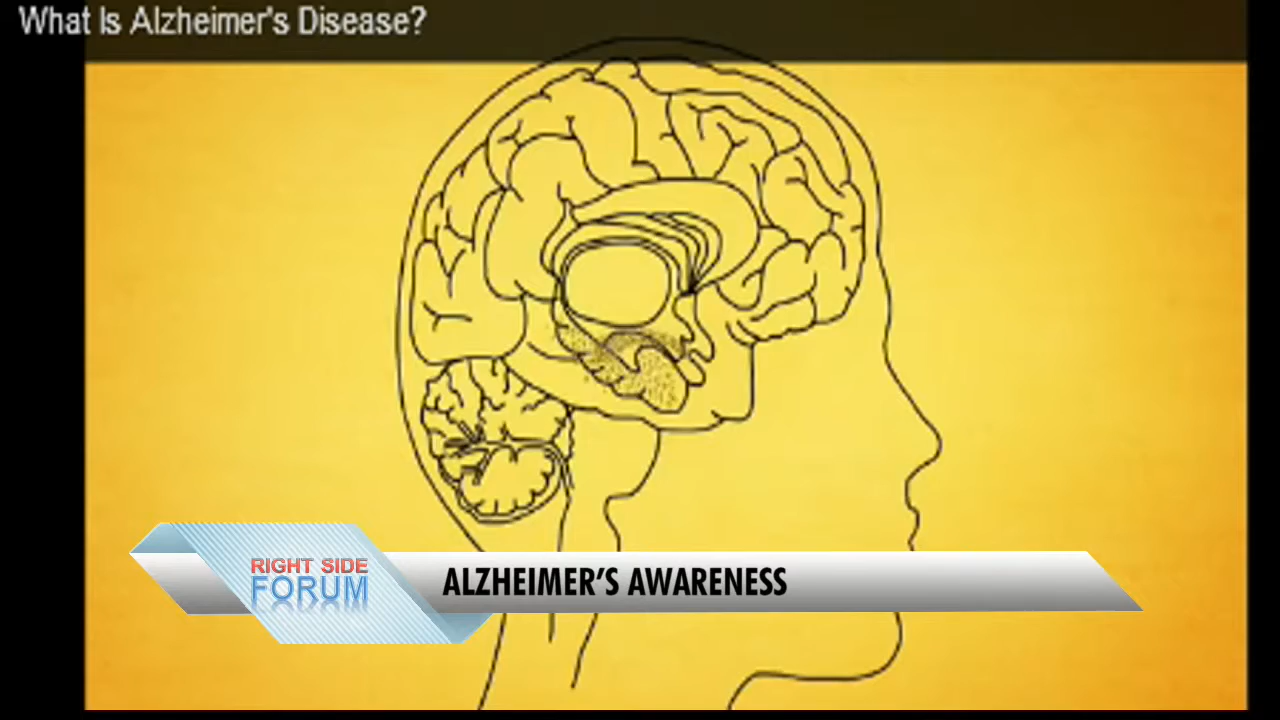 What Is Alzheimer's Disease?
RIGHT SIDE
FORUM
ALZHEIMER'S AWARENESS